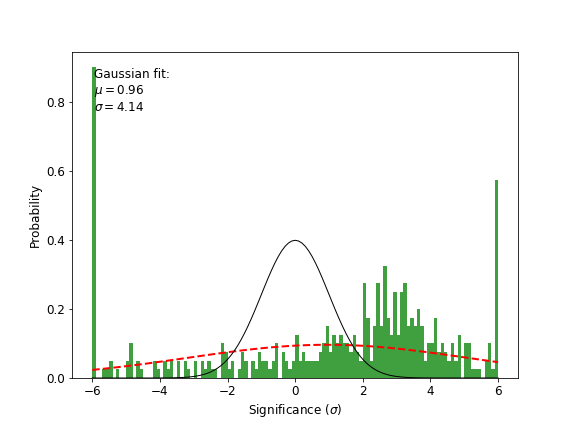 Gaussian fit:
μ = 0.96
σ = 4.14
0.8
0.6
0.4
0.2
0.0
Probability
−6 −4 −2 0 2 4 6
Significance (σ)